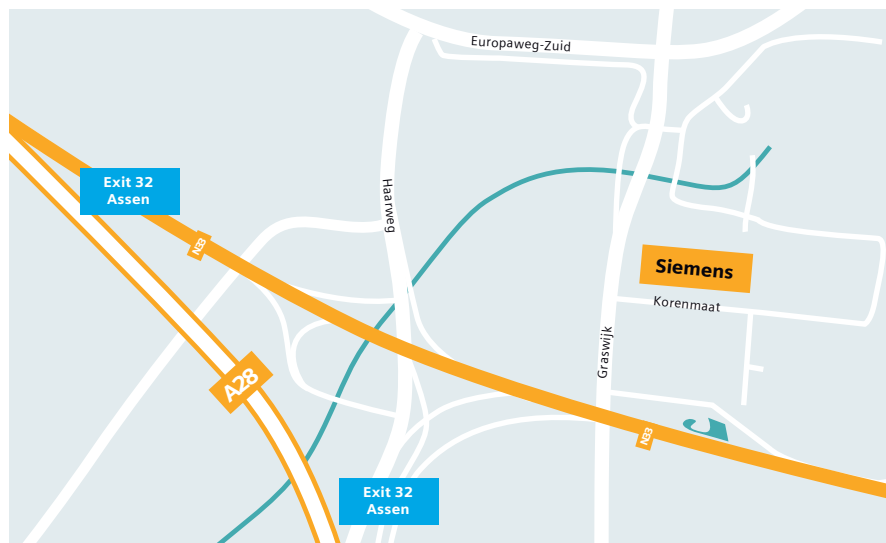 Europaweg-Zuid
Exit 32
Assen
Haarweg
N33
Siemens
Korenmaat
Graswijk
A28
N33
Exit 32
Assen